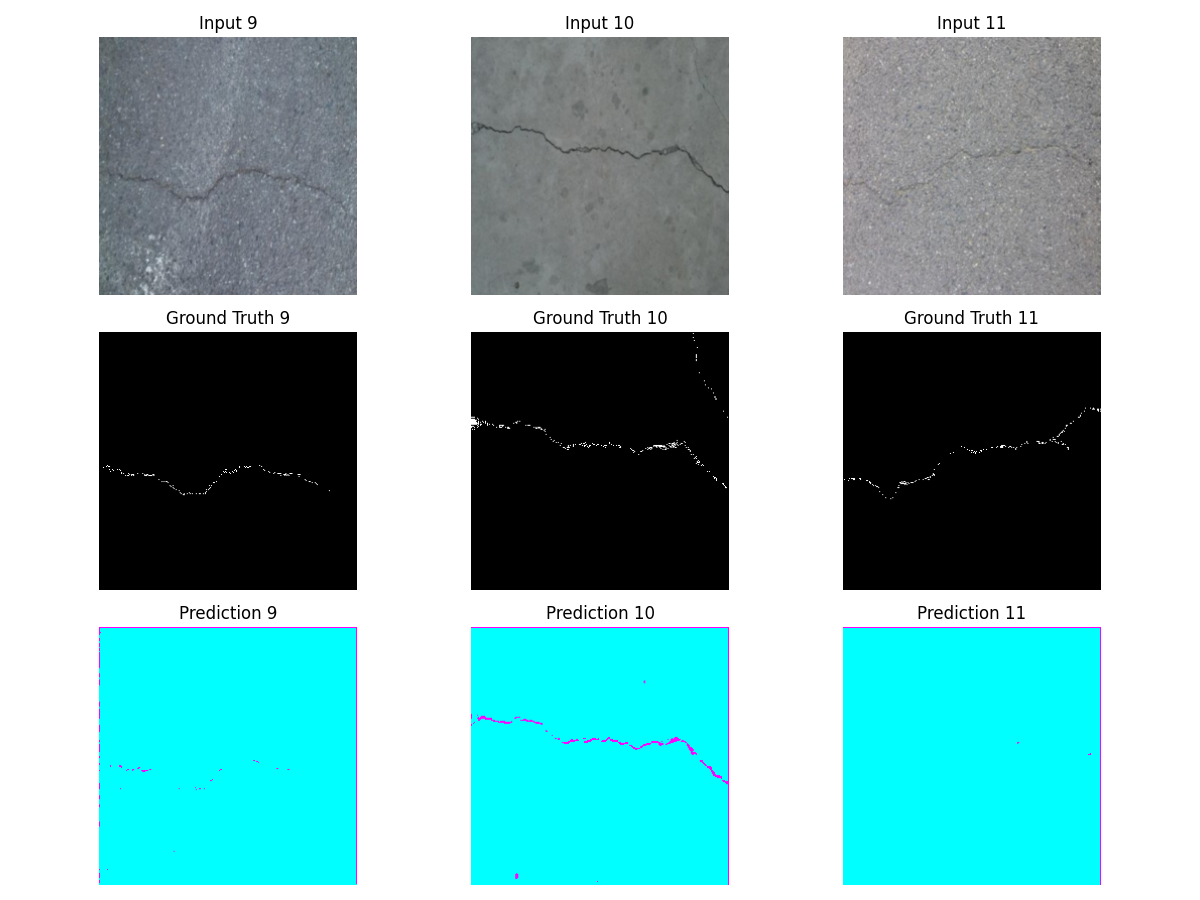 Input 9
Input 10
Input 11
Ground Truth 9
Ground Truth 10
Ground Truth 11
Prediction 9
Prediction 10
Prediction 11